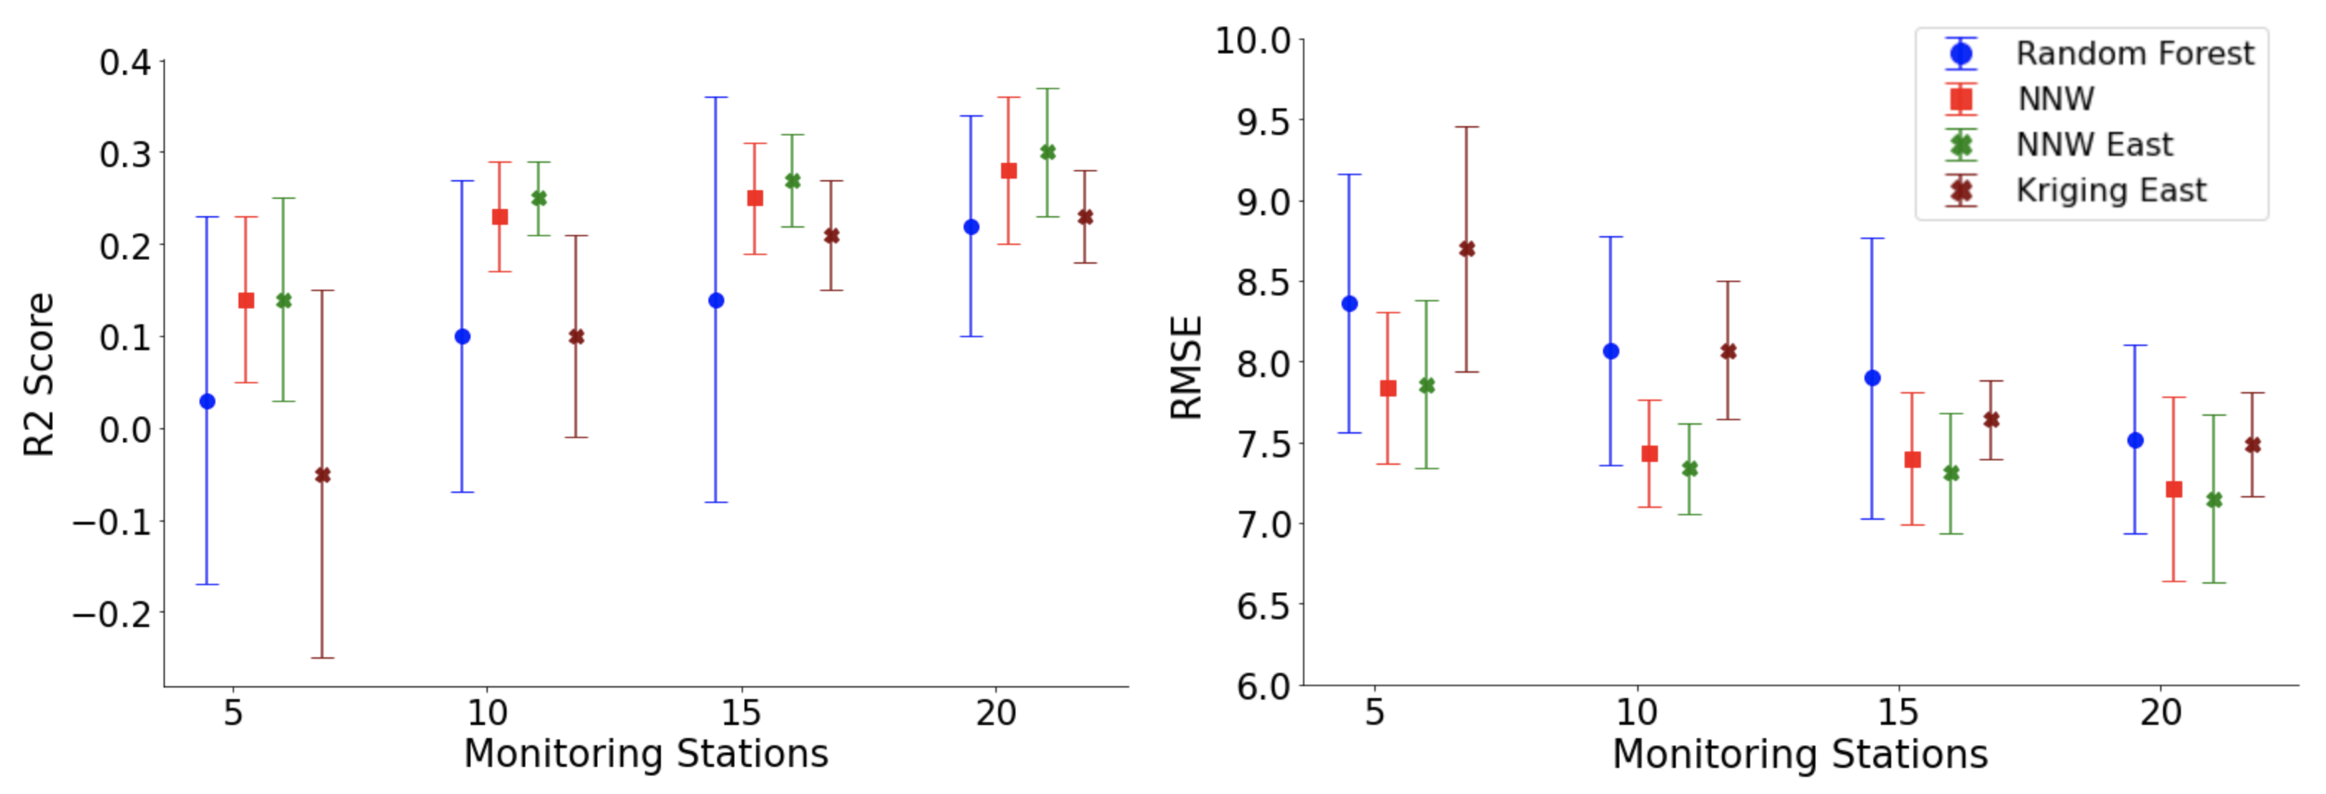 0.4
0.3
0.2
0.1
0.0
−0.1
−0.2
R2 Score
5 10 15 20
Monitoring Stations
10.0
9.5
9.0
8.5
8.0
7.5
7.0
6.5
6.0
RMSE
5 10 15 20
Monitoring Stations
Random Forest
NNW
NNW East
Kriging East